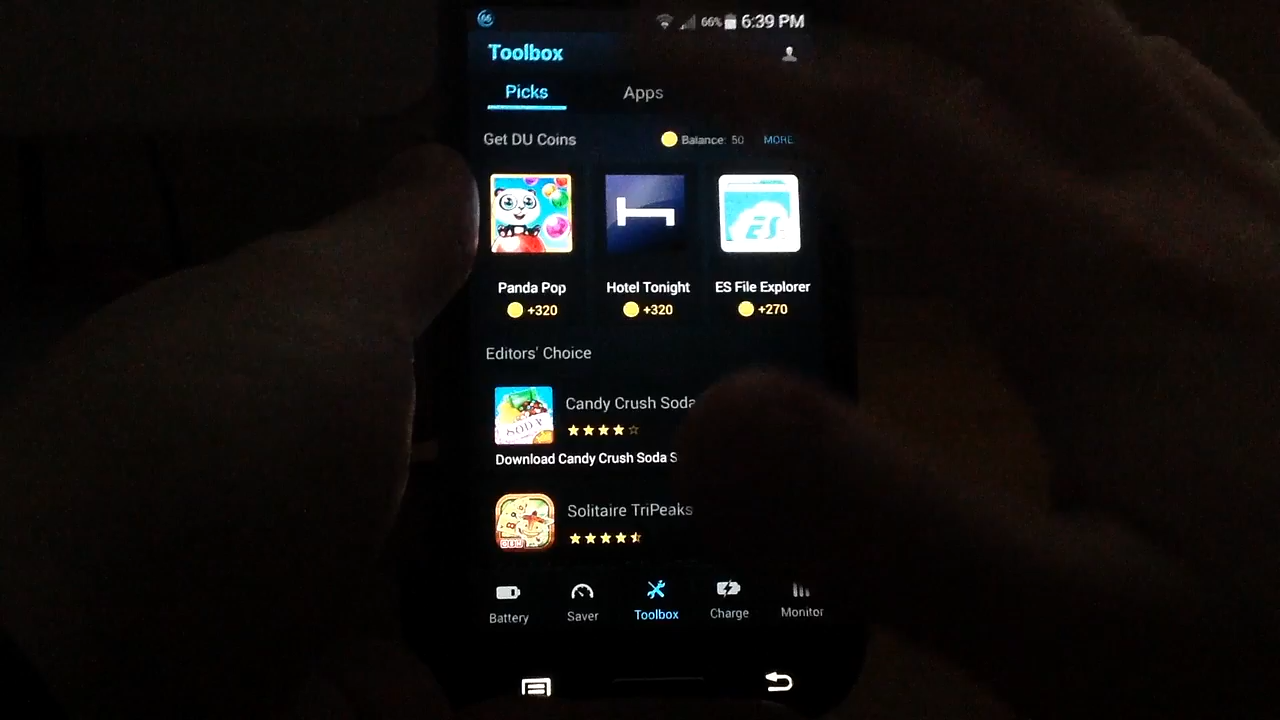 66 66% 6:39 PM
Toolbox
Picks Apps
Get DU Coins Balance: 50 MORE
Panda Pop Hotel Tonight ES File Explorer
+320 +320 +270
Editors' Choice
Candy Crush Soda
SODA
Download Candy Crush Soda S
Solitaire TriPeaks
Battery Saver Toolbox Charge Monitor